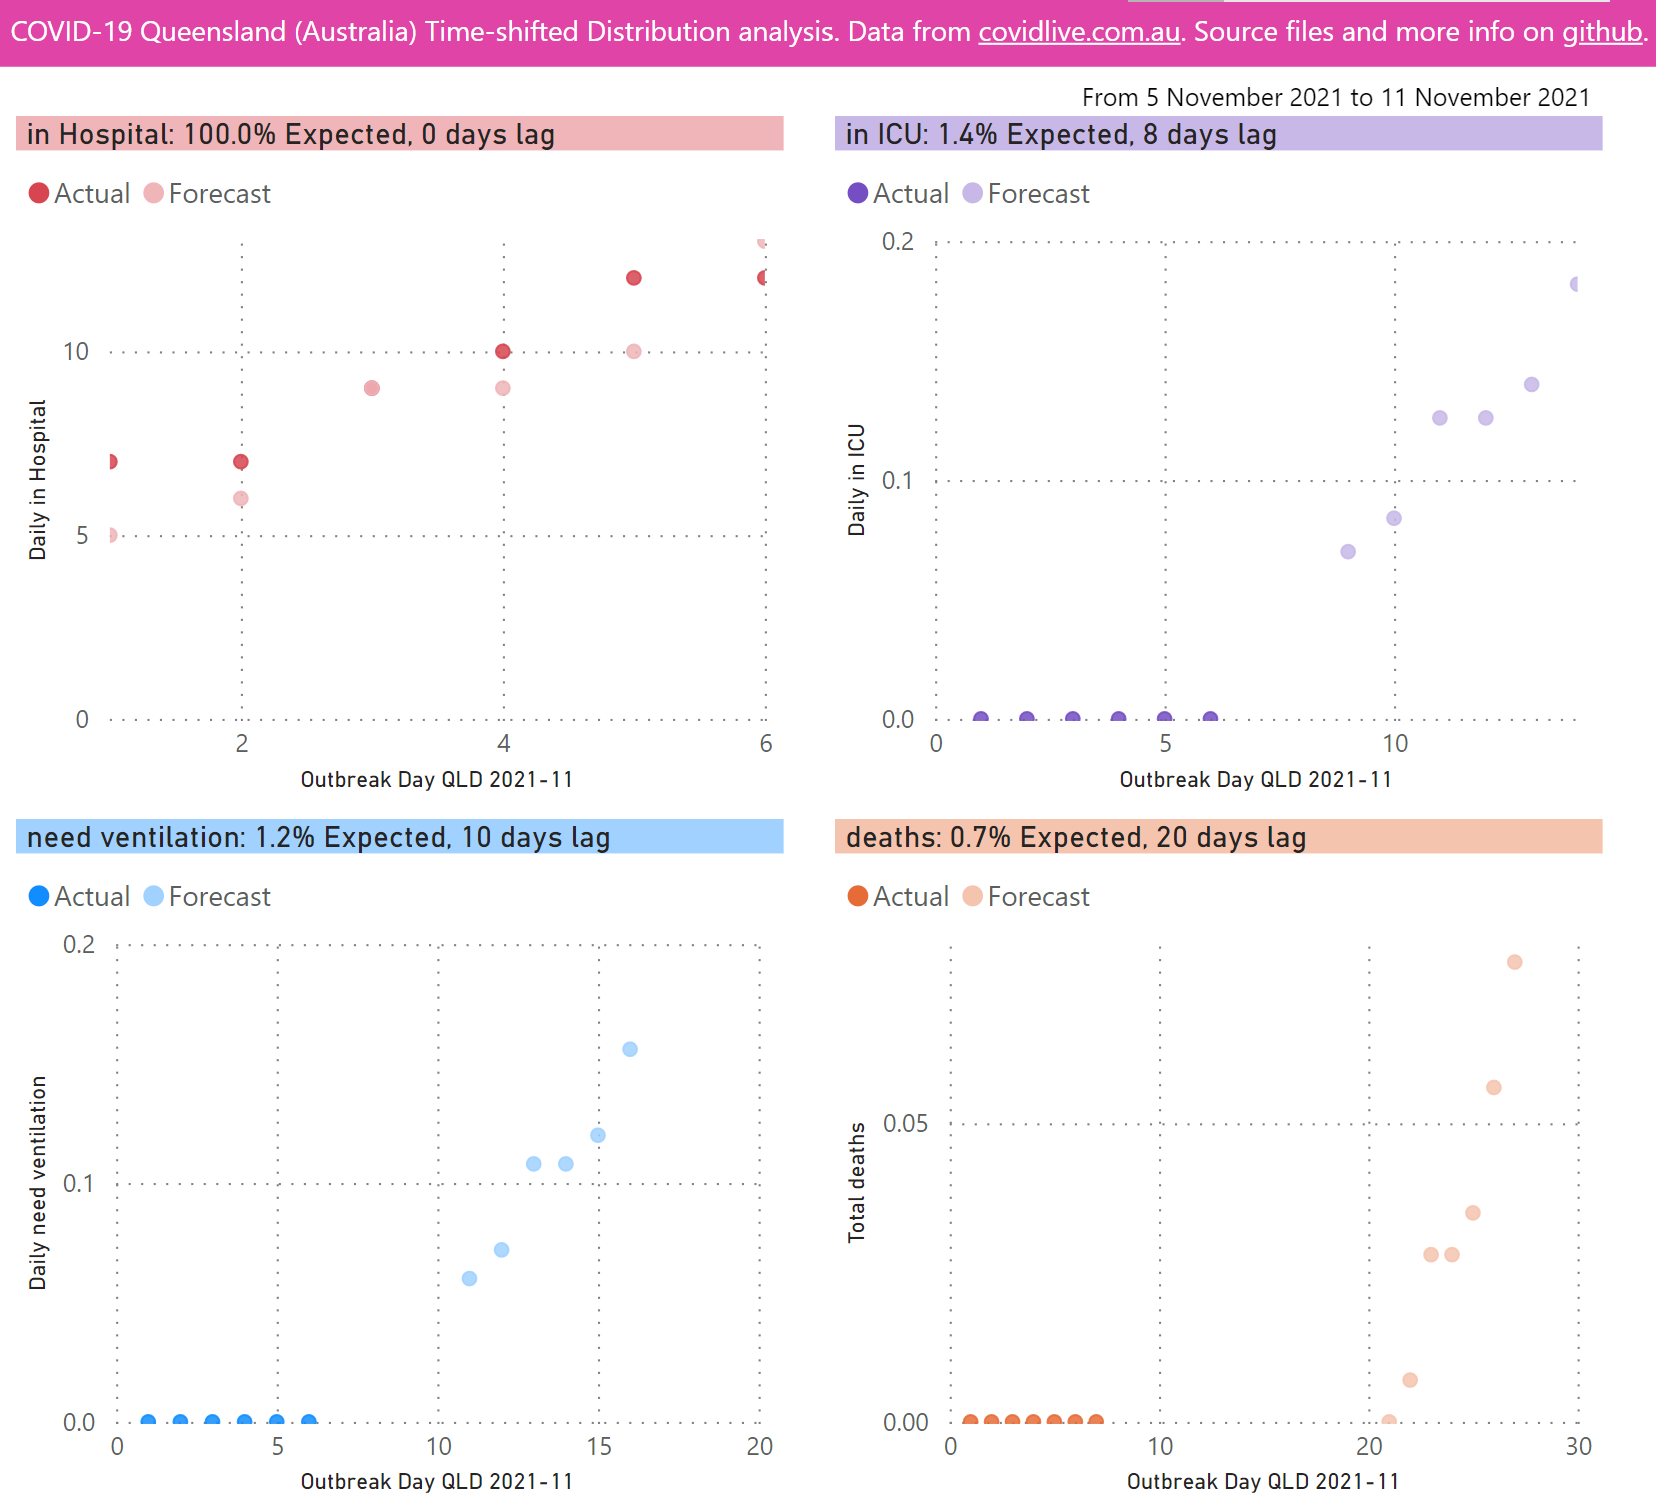 COVID-19 Queensland (Australia) Time-shifted Distribution analysis. Data from covidlive.com.au. Source files and more info on github.
From 5 November 2021 to 11 November 2021
in Hospital: 100.0% Expected, 0 days lag
Actual Forecast
10
5
0
2 4 6
Daily in Hospital
Outbreak Day QLD 2021-11
in ICU: 1.4% Expected, 8 days lag
Actual Forecast
0.2
0.1
0.0
0 5 10
Daily in ICU
Outbreak Day QLD 2021-11
need ventilation: 1.2% Expected, 10 days lag
Actual Forecast
0.2
0.1
0.0
0 5 10 15 20
Daily need ventilation
Outbreak Day QLD 2021-11
deaths: 0.7% Expected, 20 days lag
Actual Forecast
0.05
0.00
0 10 20 30
Total deaths
Outbreak Day QLD 2021-11